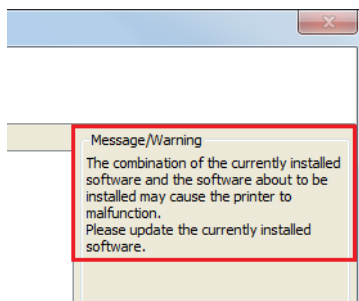 Message/Warning
The combination of the currently installed
software and the software about to be
installed may cause the printer to
malfunction.
Please update the currently installed
software.